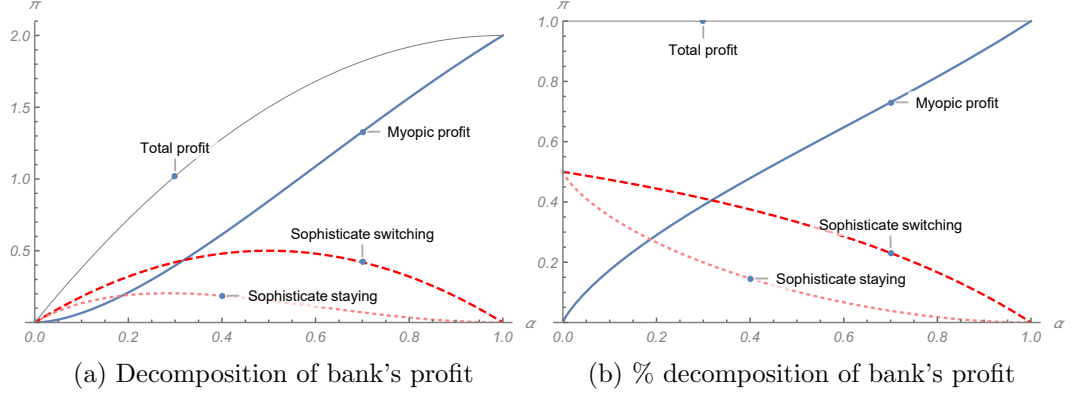 π
2.0
1.5
1.0
0.5
0.0
0.2
0.4
0.6
0.8
1.0
α
Total profit
Myopic profit
Sophisticate switching
Sophisticate staying
(a) Decomposition of bank's profit
π
1.0
0.8
0.6
0.4
0.2
0.0
0.2
0.4
0.6
0.8
1.0
α
Total profit
Myopic profit
Sophisticate switching
Sophisticate staying
(b) % decomposition of bank's profit